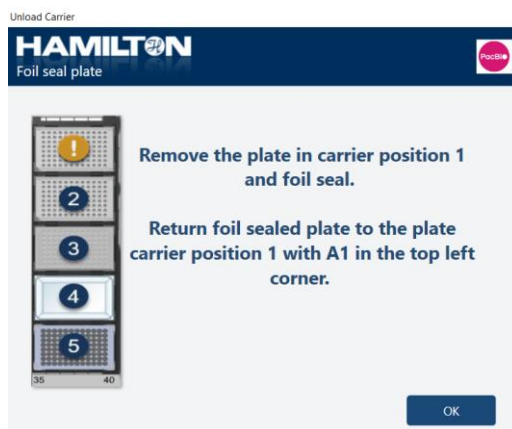 Unload Carrier
HAMILTON
Foil seal plate
PacBio
!
2
3
4
5
35 40
Remove the plate in carrier position 1
and foil seal.
Return foil sealed plate to the plate
carrier position 1 with A1 in the top left
corner.
OK